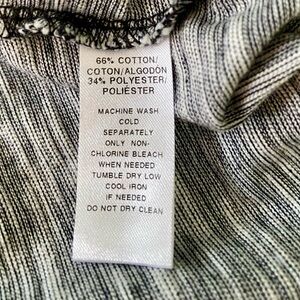 66% COTTON/
COTON/ALGODÓN
34% POLYESTER/
POLIÉSTER
MACHINE WASH
COLD
SEPARATELY
ONLY NON-
CHLORINE BLEACH
WHEN NEEDED
TUMBLE DRY LOW
COOL IRON
IF NEEDED
DO NOT DRY CLEAN